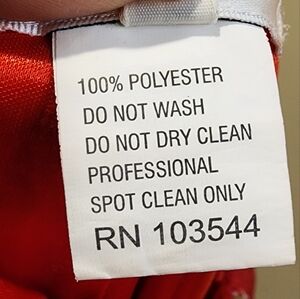 100% POLYESTER
DO NOT WASH
DO NOT DRY CLEAN
PROFESSIONAL
SPOT CLEAN ONLY
RN 103544